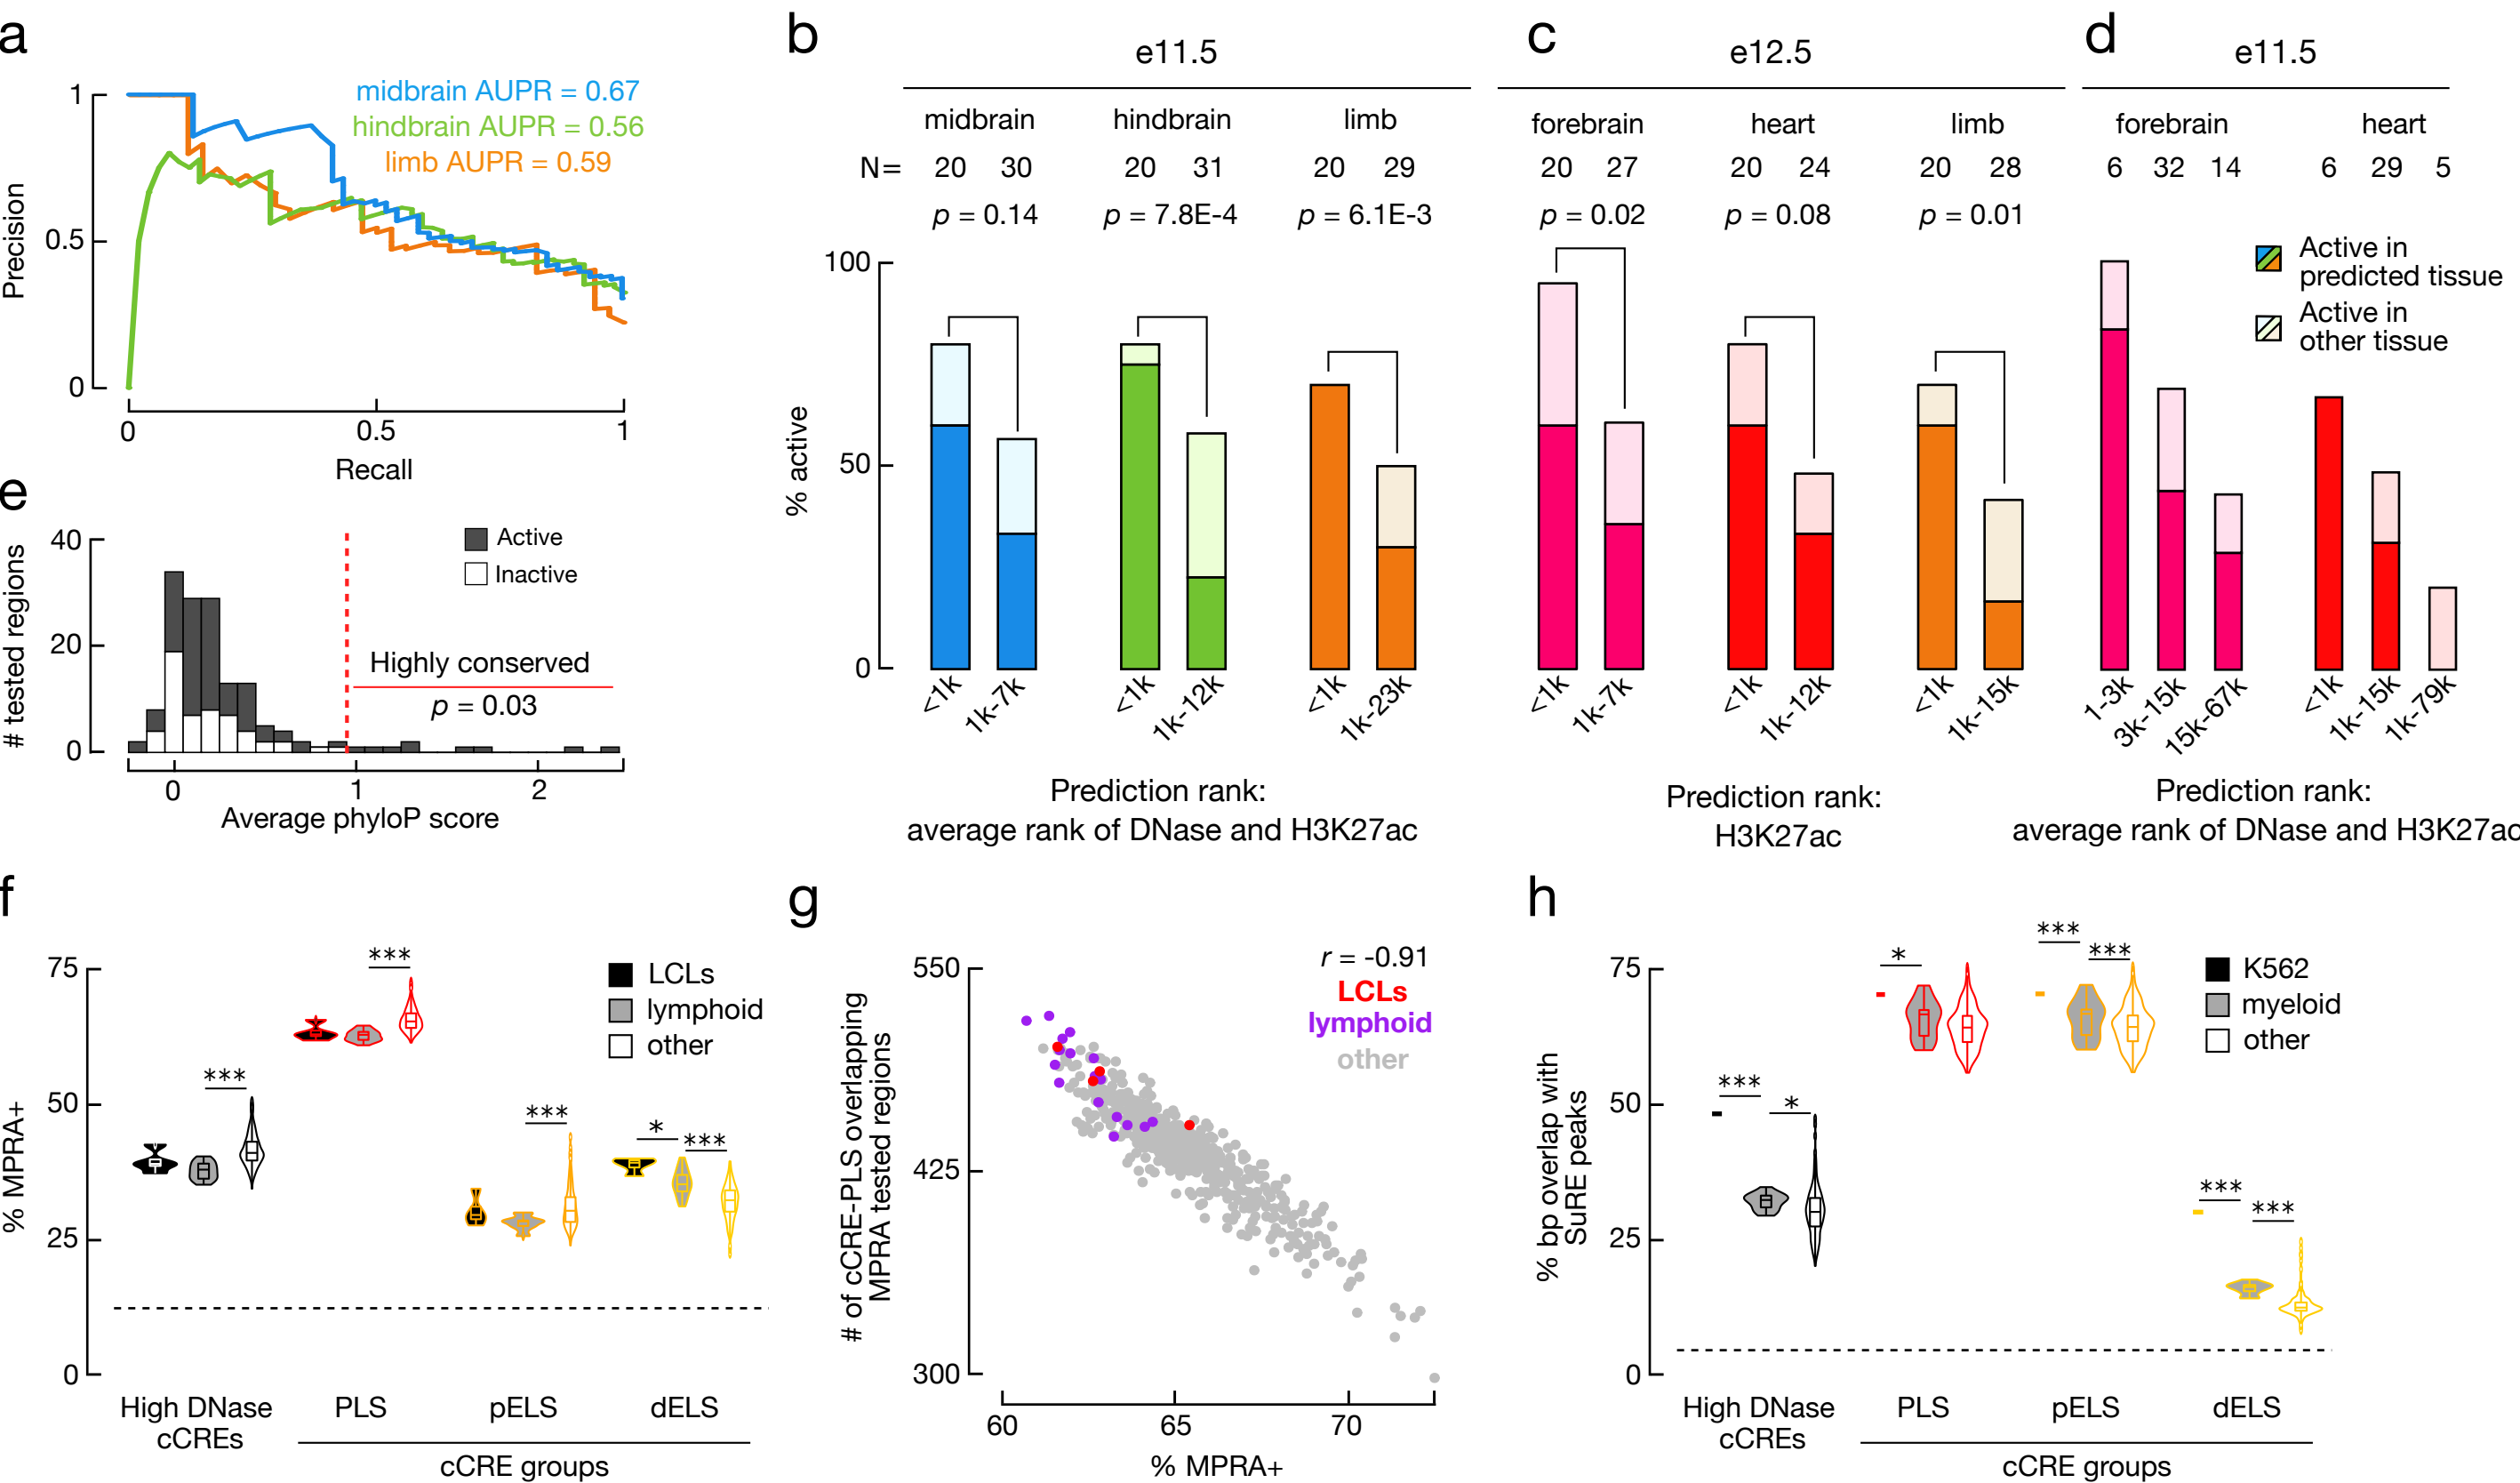 a
1
0.5
0
Precision
midbrain AUPR = 0.67
hindbrain AUPR = 0.56
limb AUPR = 0.59
0 0.5 1
Recall
b
e11.5
midbrain hindbrain limb
N= 20 30 20 31 20 29
p = 0.14 p = 7.8E-4 p = 6.1E-3
100
50
0
% active
<1k 1k-7k <1k 1k-12k <1k 1k-23k
Prediction rank:
average rank of DNase and H3K27ac
c
e12.5
forebrain heart limb
20 27 20 24 20 28
p = 0.02 p = 0.08 p = 0.01
<1k 1k-7k <1k 1k-12k <1k 1k-15k
Prediction rank:
H3K27ac
d
e11.5
forebrain heart
6 32 14 6 29 5
Active in
predicted tissue
Active in
other tissue
1-3k 3k-15k 15k-67k <1k 1k-15k 1k-79k
Prediction rank:
average rank of DNase and H3K27ac
e
40
20
0
# tested regions
Active
Inactive
Highly conserved
p = 0.03
0 1 2
Average phyloP score
f
75
50
25
0
% MPRA+
***
***
***
*
***
LCLs
lymphoid
other
High DNase
cCREs
PLS pELS dELS
cCRE groups
g
550
425
300
# of cCRE-PLS overlapping
MPRA tested regions
r = -0.91
LCLs
lymphoid
other
60 65 70
% MPRA+
h
75
50
25
0
% bp overlap with
SuRE peaks
***
*
*
***
***
***
***
K562
myeloid
other
High DNase
cCREs
PLS pELS dELS
cCRE groups